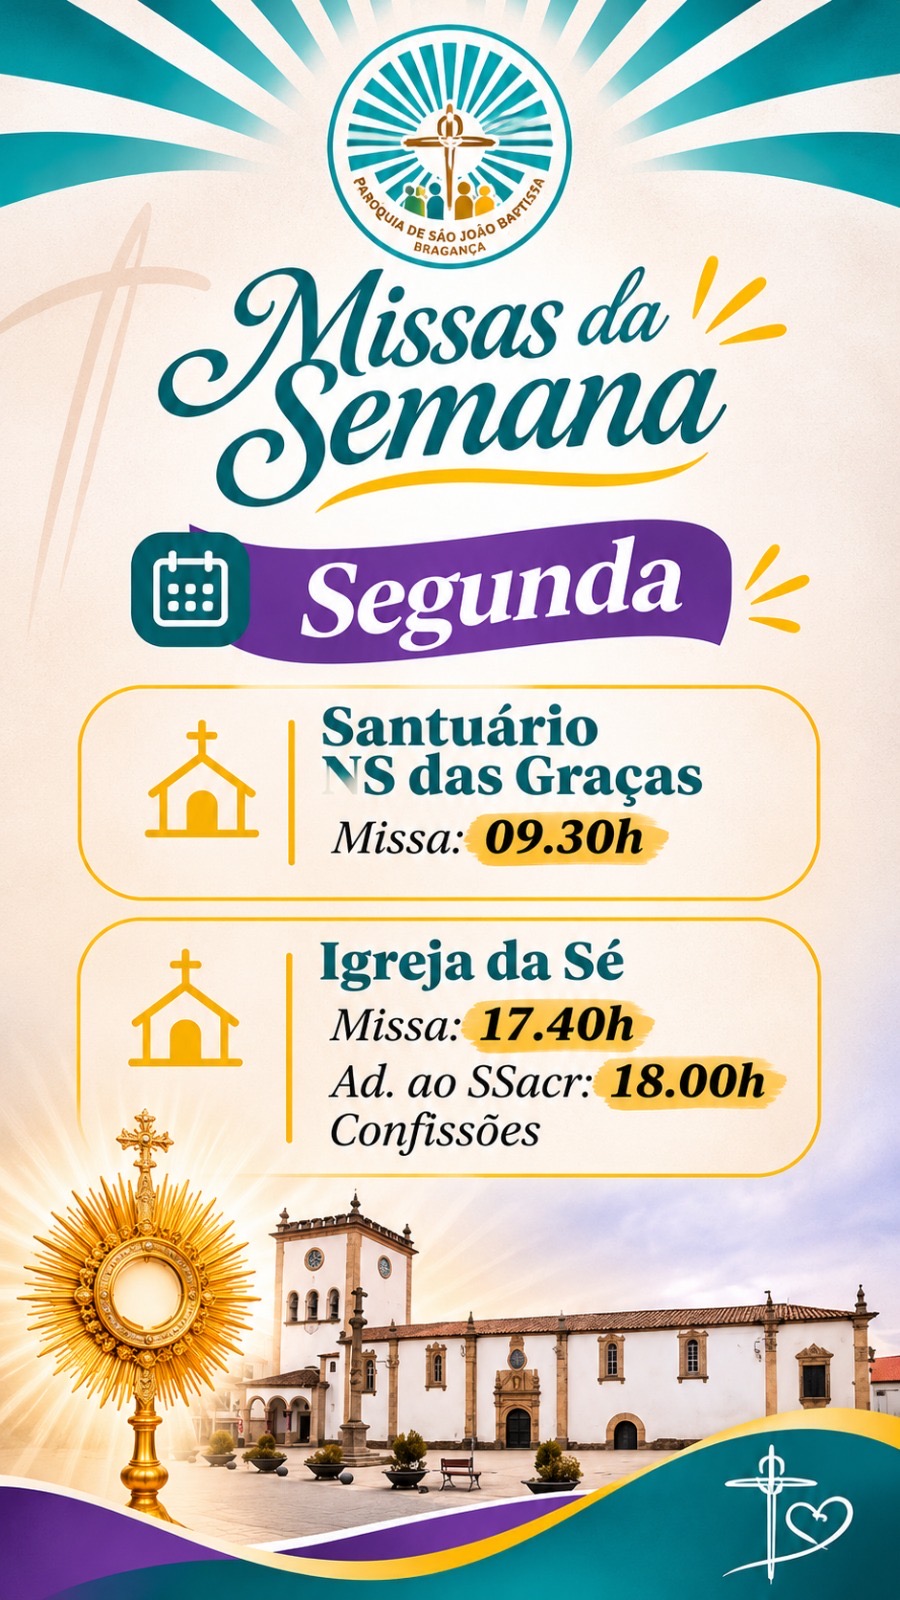 PAROQUIA DE SÃO JOÃO BAPTISSA
BRAGANÇA
Missas da
Semana
Segunda
Santuário
NS das Graças
Missa: 09.30h
Igreja da Sé
Missa: 17.40h
Ad. ao SSacr: 18.00h
Confissões